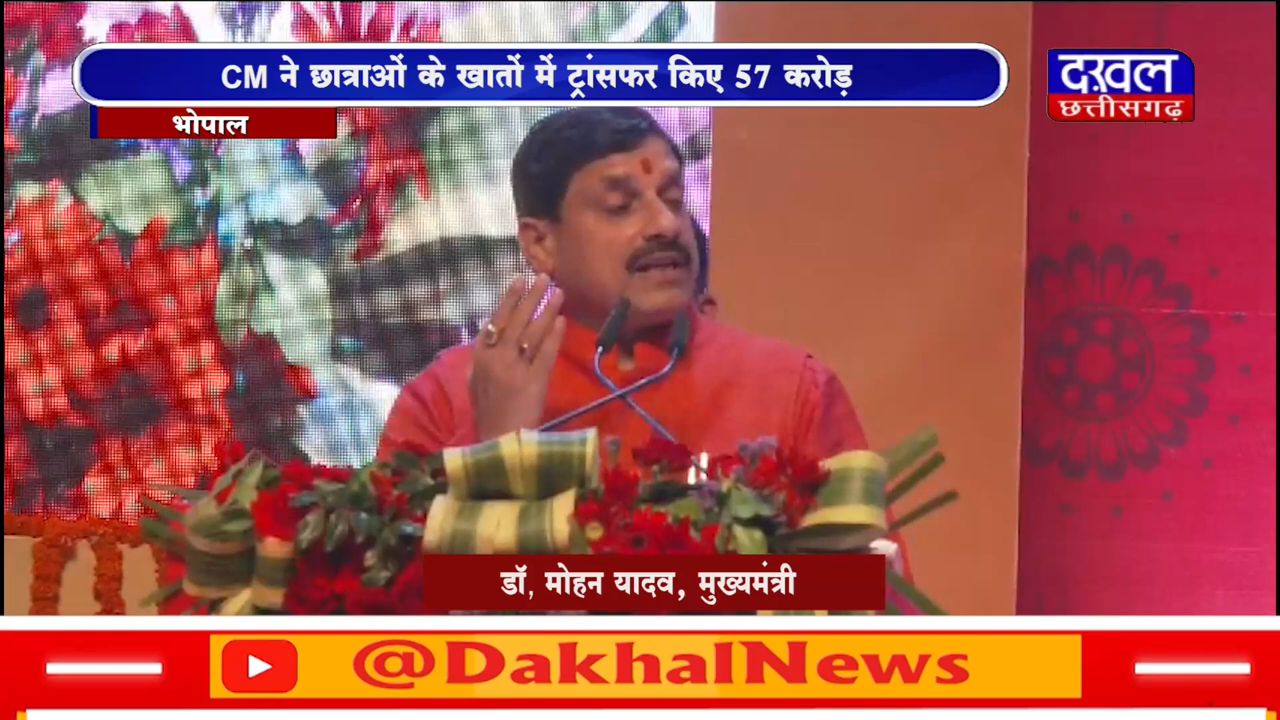 CM ने छात्राओं के खातों में ट्रांसफर किए 57 करोड़
दख़ल
छत्तीसगढ़
भोपाल
डॉ, मोहन यादव, मुख्यमंत्री
@DakhalNews